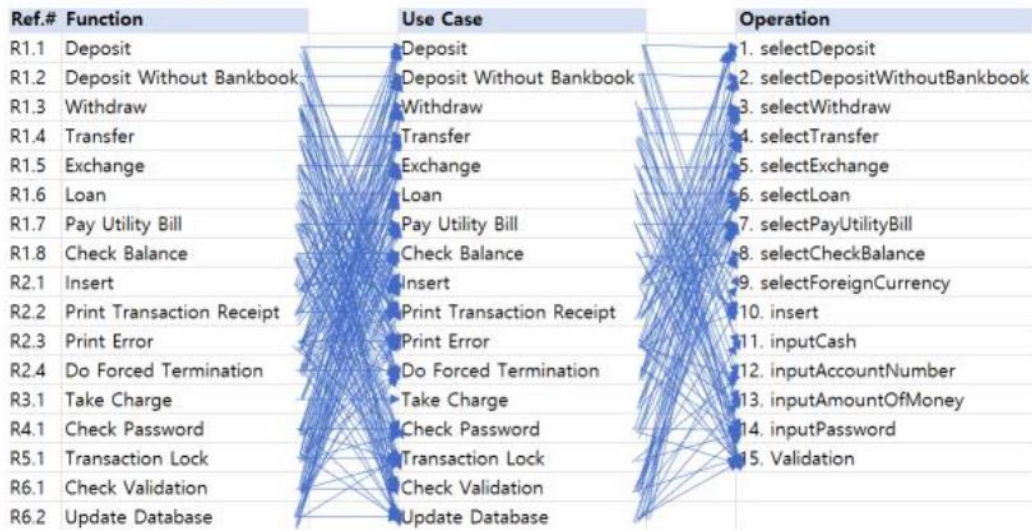 Ref.# Function Use Case Operation
R1.1 Deposit Deposit 1. selectDeposit
R1.2 Deposit Without Bankbook Deposit Without Bankbook 2. selectDepositWithoutBankbook
R1.3 Withdraw Withdraw 3. selectWithdraw
R1.4 Transfer Transfer 4. selectTransfer
R1.5 Exchange Exchange 5. selectExchange
R1.6 Loan Loan 6. selectLoan
R1.7 Pay Utility Bill Pay Utility Bill 7. selectPayUtilityBill
R1.8 Check Balance Check Balance 8. selectCheckBalance
R2.1 Insert Insert 9. selectForeignCurrency
R2.2 Print Transaction Receipt Print Transaction Receipt 10. insert
R2.3 Print Error Print Error 11. inputCash
R2.4 Do Forced Termination Do Forced Termination 12. inputAccountNumber
R3.1 Take Charge Take Charge 13. inputAmountOfMoney
R4.1 Check Password Check Password 14. inputPassword
R5.1 Transaction Lock Transaction Lock 15. Validation
R6.1 Check Validation Check Validation
R6.2 Update Database Update Database